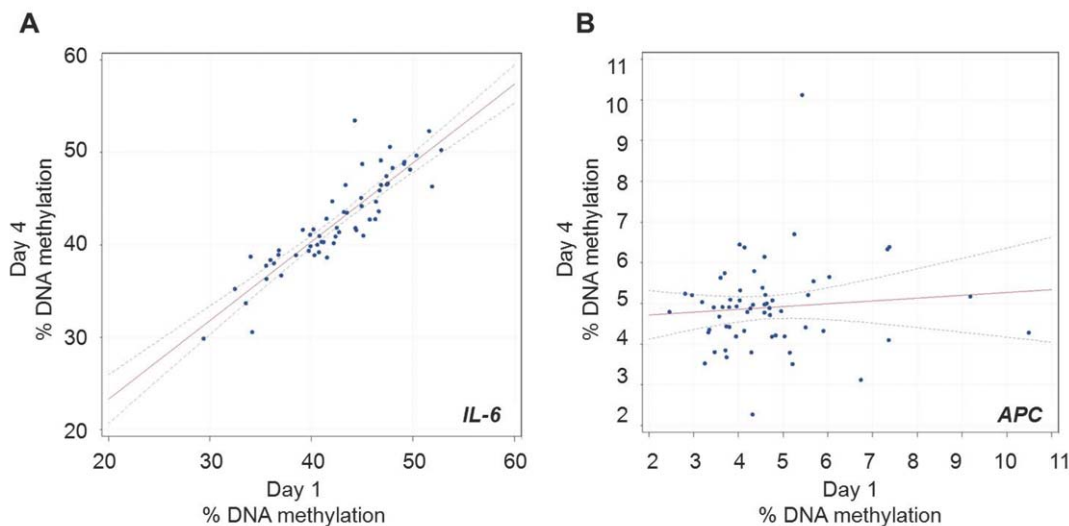 A
60
50
40
30
20
Day 4
% DNA methylation
IL-6
20 30 40 50 60
Day 1
% DNA methylation
B
11
10
9
8
7
6
5
4
3
2
Day 4
% DNA methylation
APC
2 3 4 5 6 7 8 9 10 11
Day 1
% DNA methylation